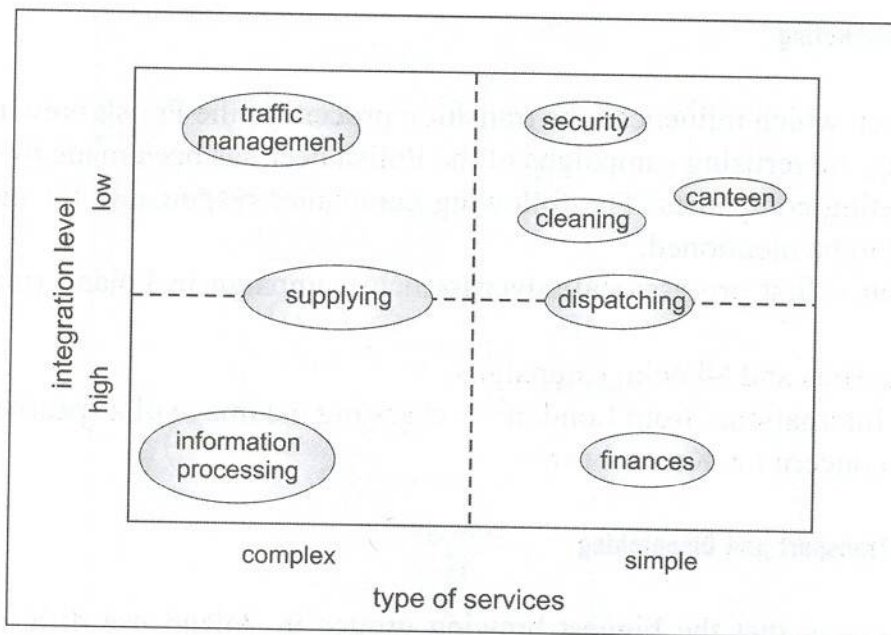 traffic
management
security
canteen
cleaning
supplying
dispatching
information
processing
finances
integration level
low
high
complex
simple
type of services